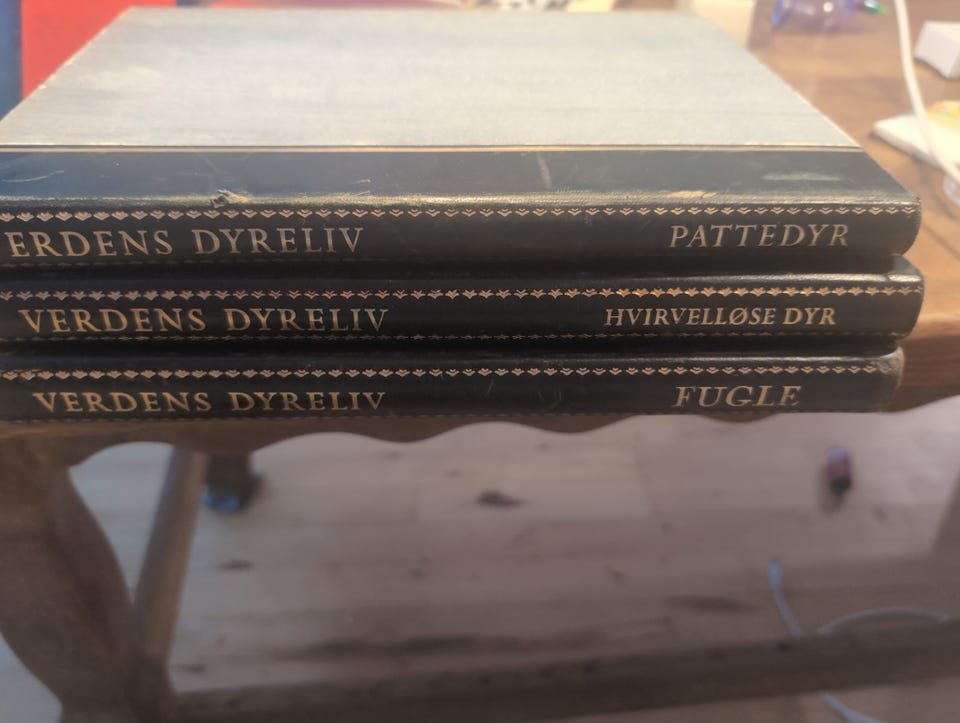 ERDENS DYRELIV PATTEDYR
VERDENS DYRELIV HVIRVELLØSE DYR
VERDENS DYRELIV FUGLE